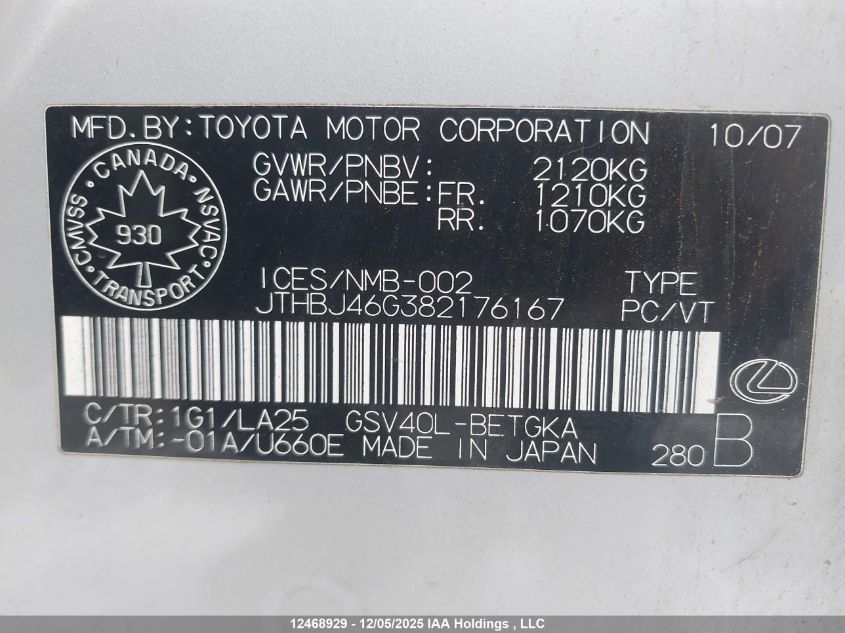 MFD.BY:TOYOTA MOTOR CORPORATION 10/07
GVWR/PNBV: 2120KG
GAWR/PNBE:FR. 1210KG
RR. 1070KG
CANADA
CMVSS
NSVAC
930
TRANSPORT
ICES/NMB-002 TYPE
JTHBJ46G382176167 PC/VT
C/TR:1G1/LA25 GSV40L-BETGKA
A/TM:-01A/U660E MADE IN JAPAN 280 B
12468929 - 12/05/2025 IAA Holdings , LLC